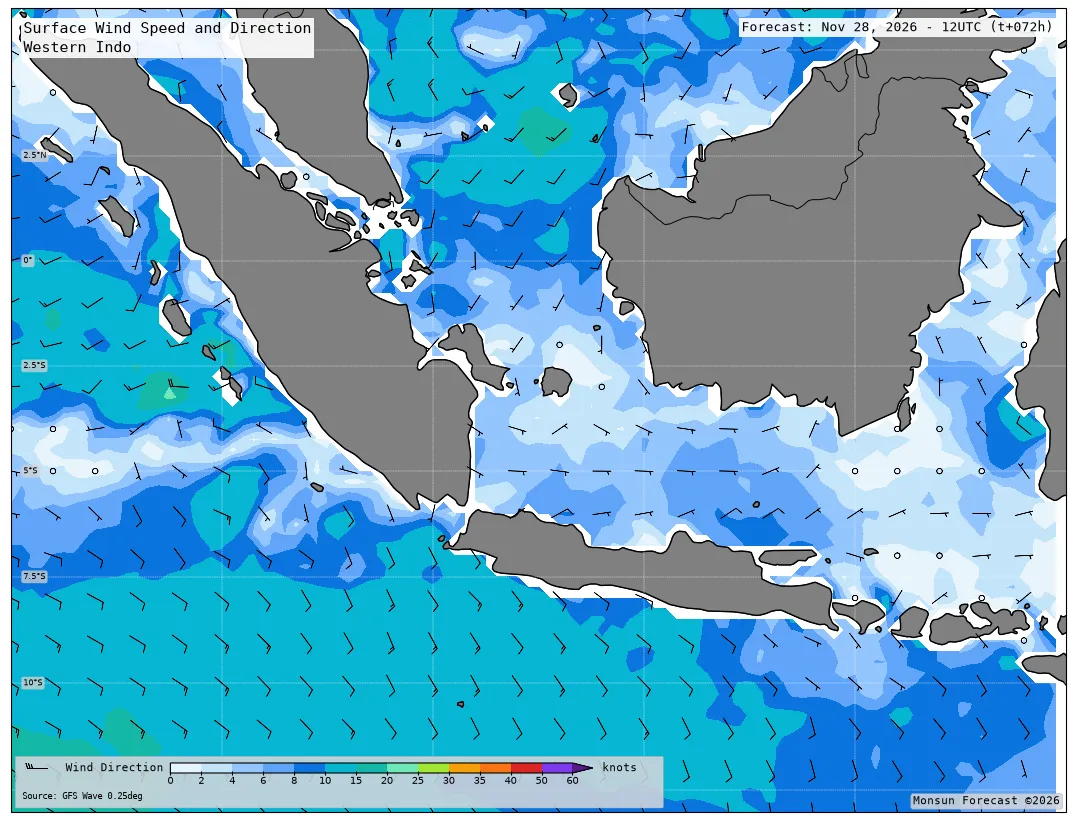 Surface Wind Speed and Direction
Western Indo
Forecast: Nov 28, 2026 - 12UTC (t+072h)
2.5°N
0°
2.5°S
5°S
7.5°S
10°S
Wind Direction
0 2 4 6 8 10 15 20 25 30 35 40 50 60
knots
Source: GFS Wave 0.25deg
Monsun Forecast ©2026